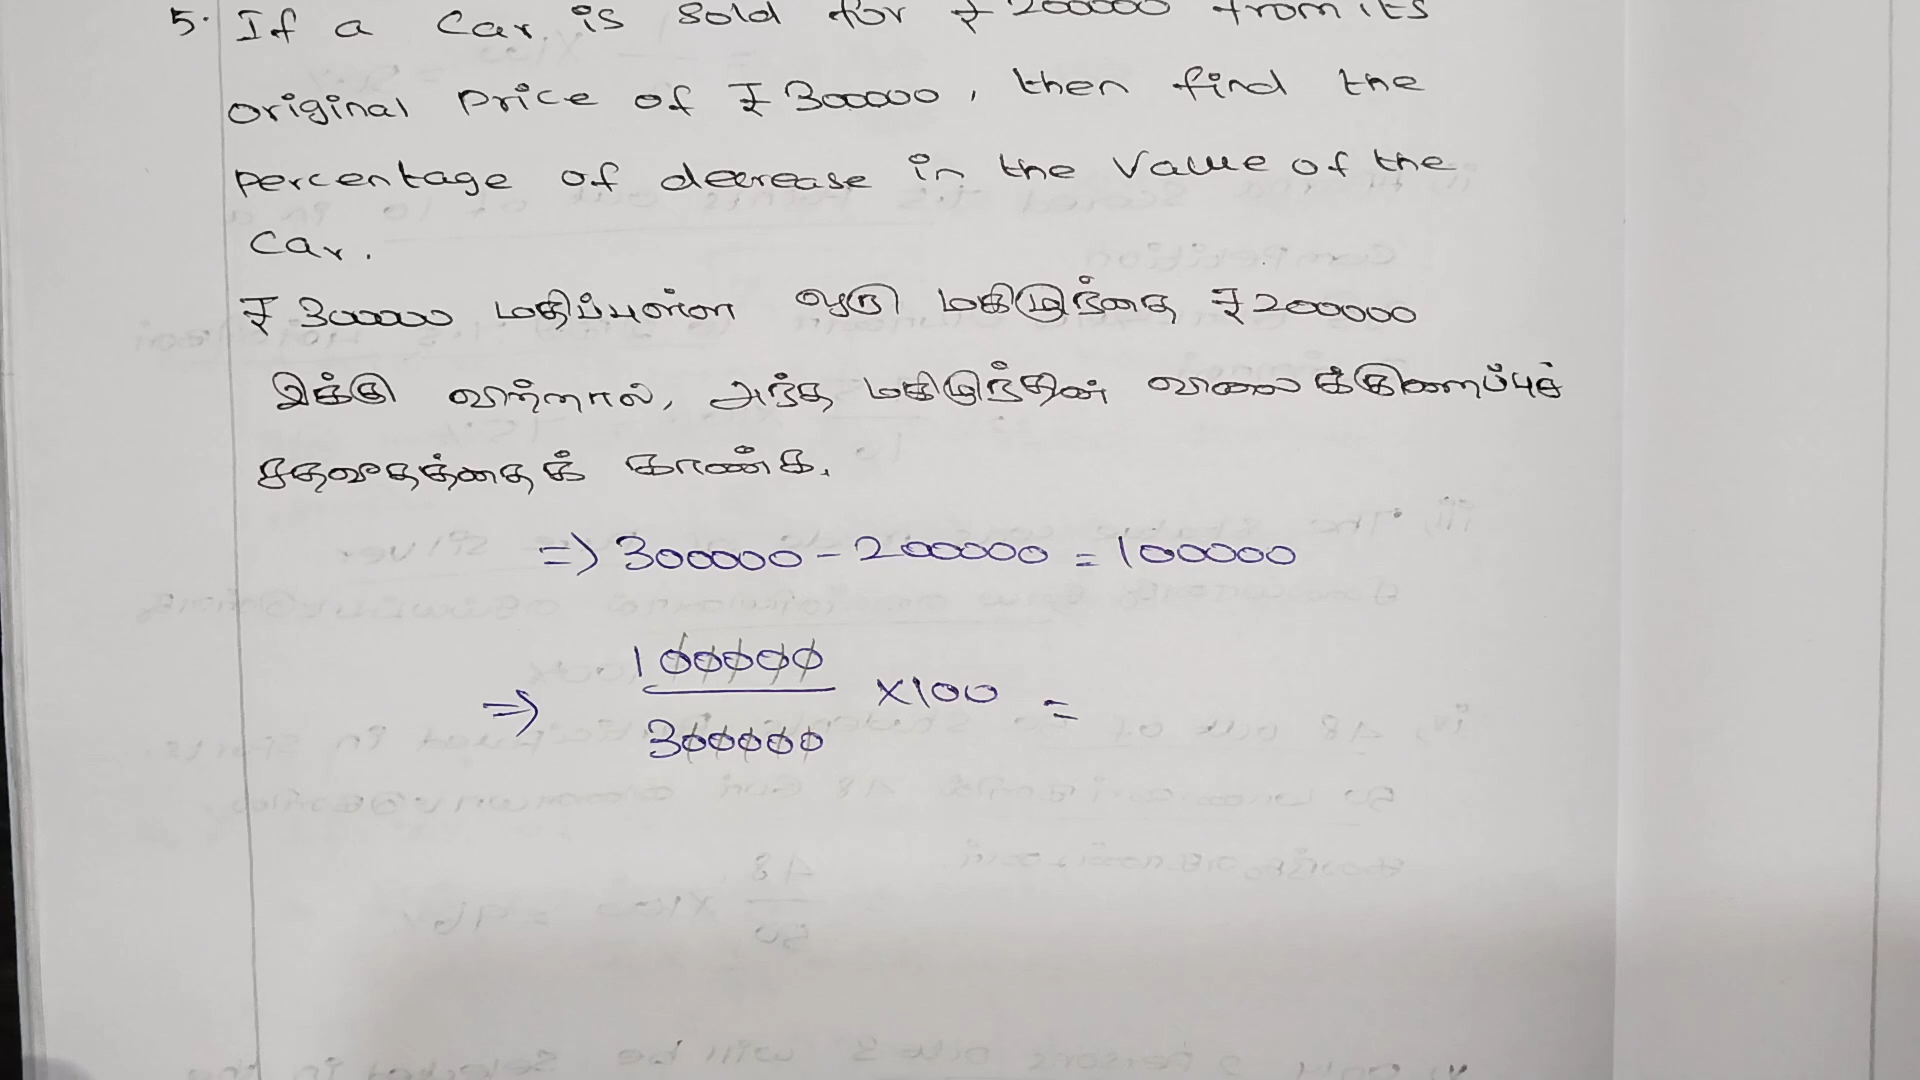 5. If a car is sold for ₹ 200000 from its
original price of ₹ 300000, then find the
percentage of decrease in the value of the
car.
₹ 300000 மதிப்புள்ள ஒரு மகிழுந்தை ₹ 200000
இக்கு விற்றால், அந்த மகிழுந்தின் விலை க்குறைப்புச்
சதவீதத்தைக் காண்க.
=> 300000 - 200000 = 100000
=> 100000 / 300000 x100 =